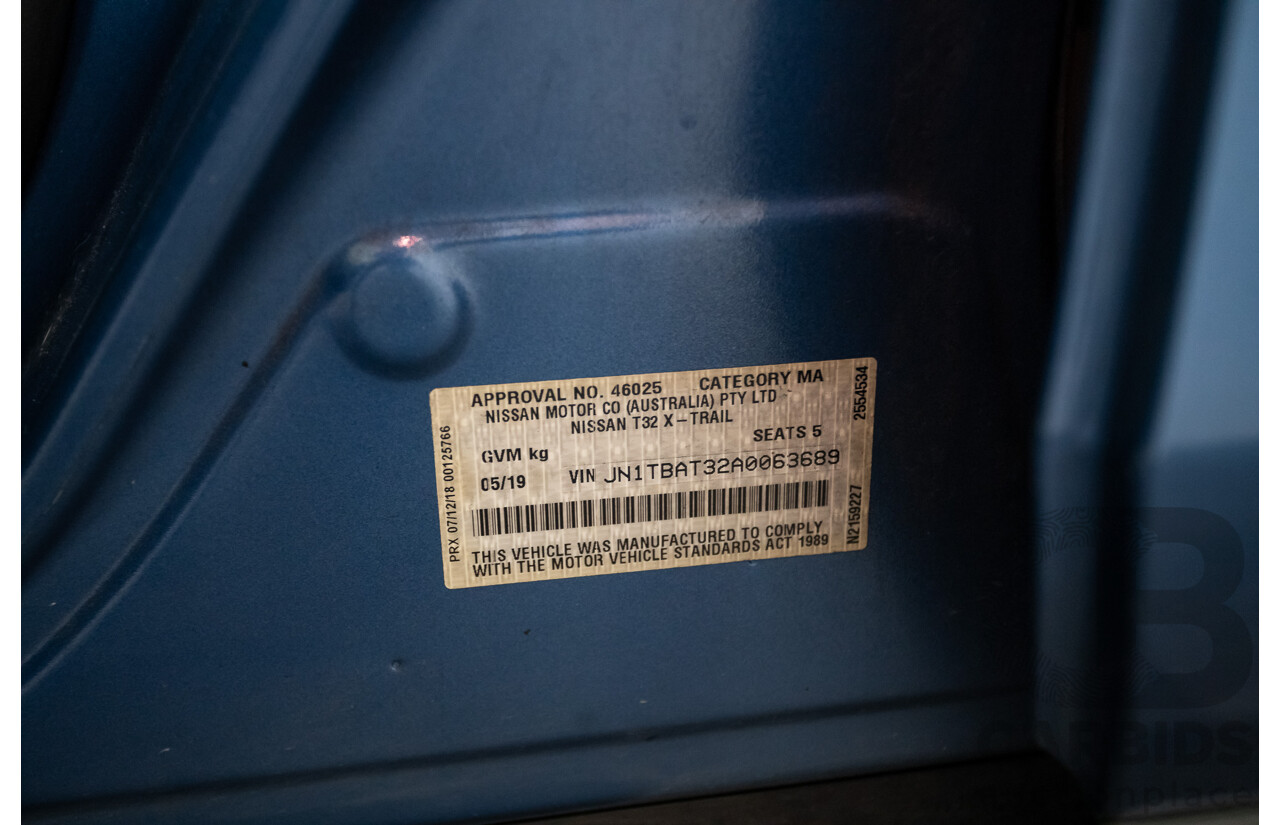 APPROVAL NO. 46025 CATEGORY MA
NISSAN MOTOR CO (AUSTRALIA) PTY LTD
NISSAN T32 X-TRAIL
SEATS 5
GVM kg
05/19 VIN JN1TBAT32A0063689
THIS VEHICLE WAS MANUFACTURED TO COMPLY
WITH THE MOTOR VEHICLE STANDARDS ACT 1989
PRX 07/12/18 00125766
N2159227 2554534
CARBIDS